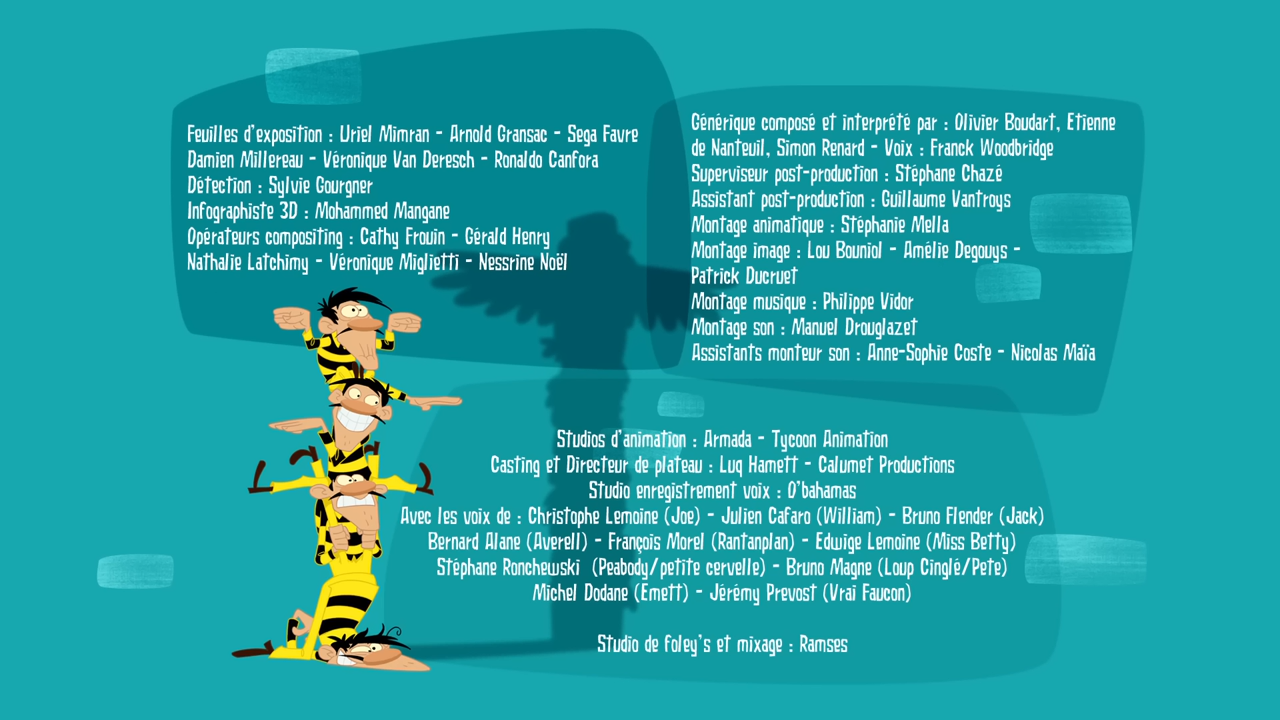 Feuilles d'exposition : Uriel Mimran - Arnold Gransac - Sega Favre
Damien Millereau - Véronique Van Deresch - Ronaldo Canfora
Détection : Sylvie Gourgner
Infographiste 3D : Mohammed Mangane
Opérateurs compositing : Cathy Frouin - Gérald Henry
Nathalie Latchimy - Véronique Miglietti - Nessrine Noël
Générique composé et interprété par : Olivier Boudart, Etienne
de Nanteuil, Simon Renard - Voix : Franck Woodbridge
Superviseur post-production : Stéphane Chazé
Assistant post-production : Guillaume Vantroys
Montage animatique : Stéphanie Mella
Montage image : Lou Bouniol - Amélie Degouys -
Patrick Ducruet
Montage musique : Philippe Vidor
Montage son : Manuel Drouglazet
Assistants monteur son : Anne-Sophie Coste - Nicolas Maïa
Studios d'animation : Armada - Tycoon Animation
Casting et Directeur de plateau : Luq Hamett - Calumet Productions
Studio enregistrement voix : O'bahamas
Avec les voix de : Christophe Lemoine (Joe) - Julien Cafaro (William) - Bruno Flender (Jack)
Bernard Alane (Averell) - François Morel (Rantanplan) - Edwige Lemoine (Miss Betty)
Stéphane Ronchewski (Peabody/petite cervelle) - Bruno Magne (Loup Cinglé/Pete)
Michel Dodane (Emett) - Jérémy Prevost (Vrai Faucon)
Studio de foley's et mixage : Ramses